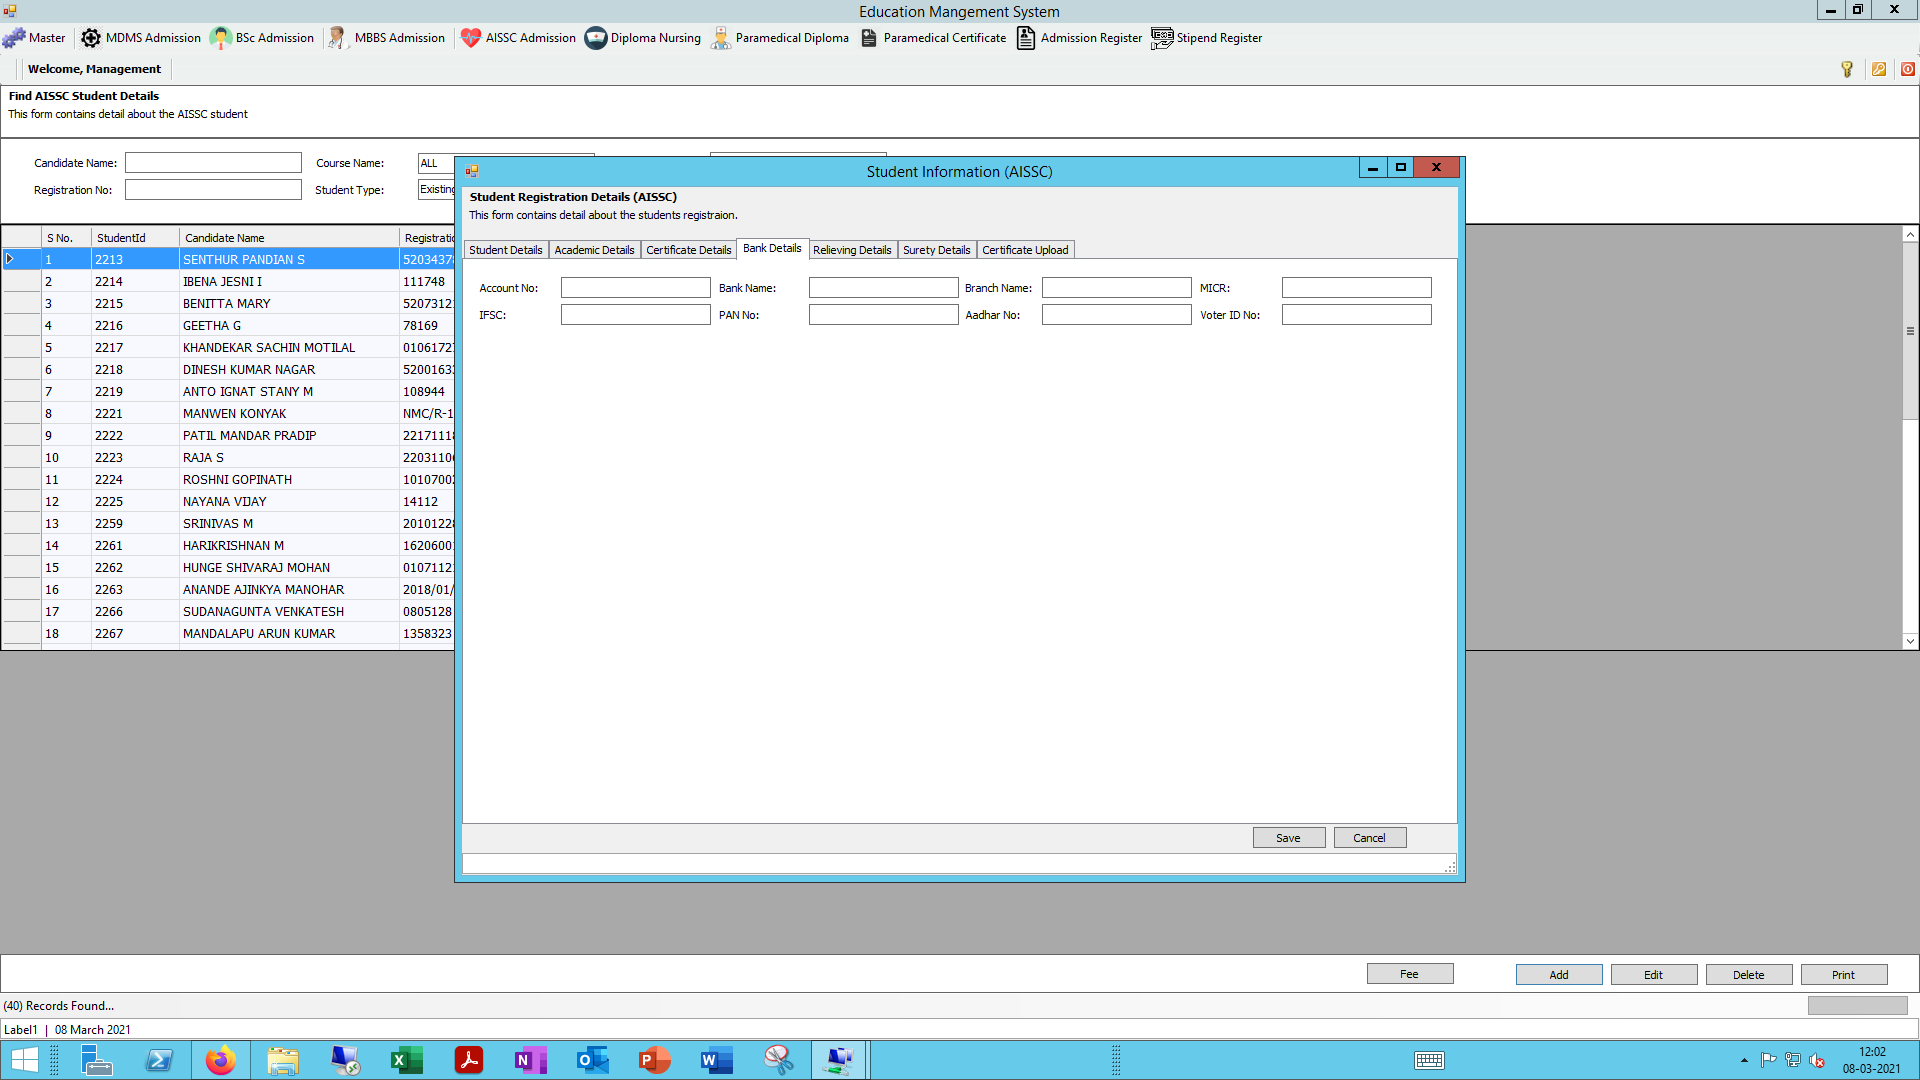 Education Mangement System
Master MDMS Admission BSc Admission MBBS Admission AISSC Admission Diploma Nursing Paramedical Diploma Paramedical Certificate Admission Register Stipend Register
Welcome, Management
Find AISSC Student Details
This form contains detail about the AISSC student
Candidate Name: Course Name: ALL
Registration No: Student Type: Existing
Student Information (AISSC)
Student Registration Details (AISSC)
This form contains detail about the students registraion.
Student Details Academic Details Certificate Details Bank Details Relieving Details Surety Details Certificate Upload
Account No: Bank Name: Branch Name: MICR:
IFSC: PAN No: Aadhar No: Voter ID No:
Save Cancel
S No. StudentId Candidate Name Registratio
1 2213 SENTHUR PANDIAN S 5203437
2 2214 IBENA JESNI I 111748
3 2215 BENITTA MARY 5207312
4 2216 GEETHA G 78169
5 2217 KHANDEKAR SACHIN MOTILAL 0106172
6 2218 DINESH KUMAR NAGAR 5200163
7 2219 ANTO IGNAT STANY M 108944
8 2221 MANWEN KONYAK NMC/R-1
9 2222 PATIL MANDAR PRADIP 2217111
10 2223 RAJA S 2203110
11 2224 ROSHNI GOPINATH 1010700
12 2225 NAYANA VIJAY 14112
13 2259 SRINIVAS M 2010122
14 2261 HARIKRISHNAN M 1620600
15 2262 HUNGE SHIVARAJ MOHAN 0107112
16 2263 ANANDE AJINKYA MANOHAR 2018/01/
17 2266 SUDANAGUNTA VENKATESH 0805128
18 2267 MANDALAPU ARUN KUMAR 1358323
Fee Add Edit Delete Print
(40) Records Found...
Label1 | 08 March 2021
12:02
08-03-2021